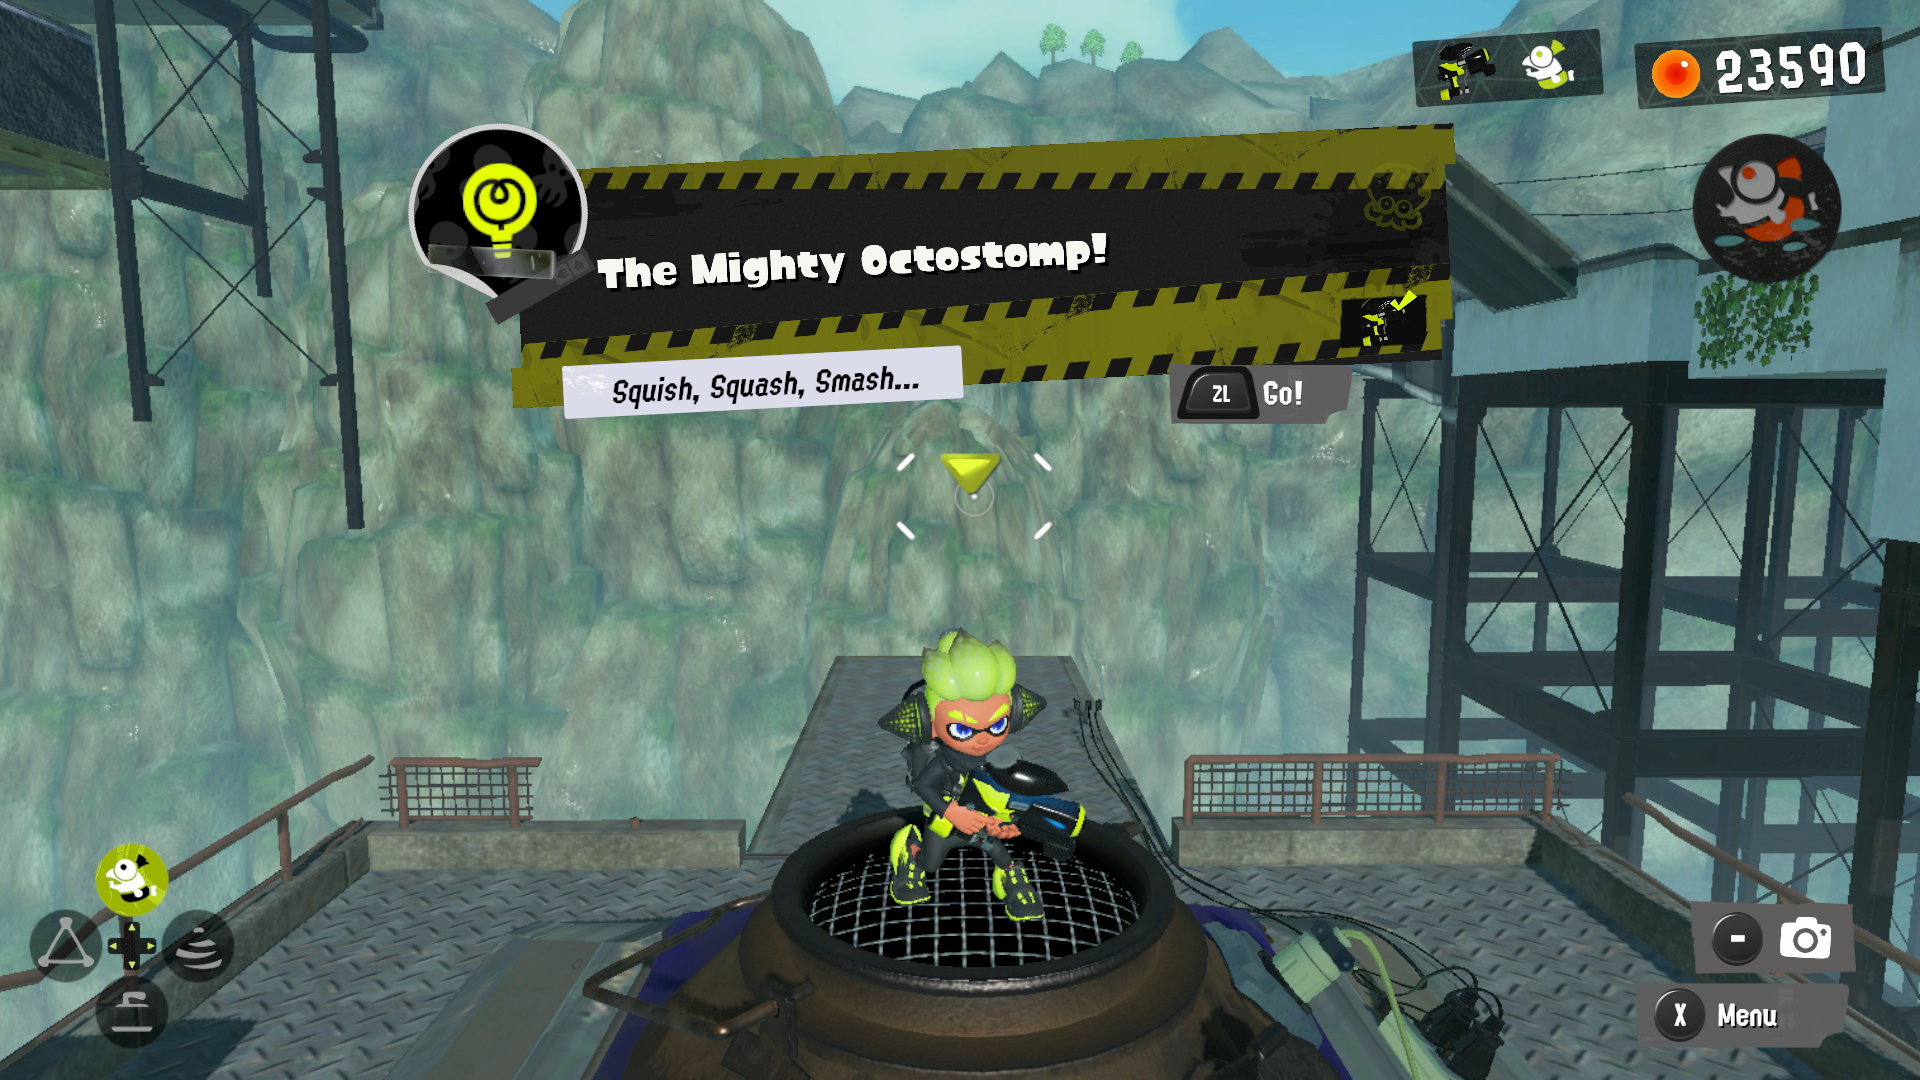 23590
The Mighty Octostomp!
Squish, Squash, Smash...
ZL Go!
-
X Menu